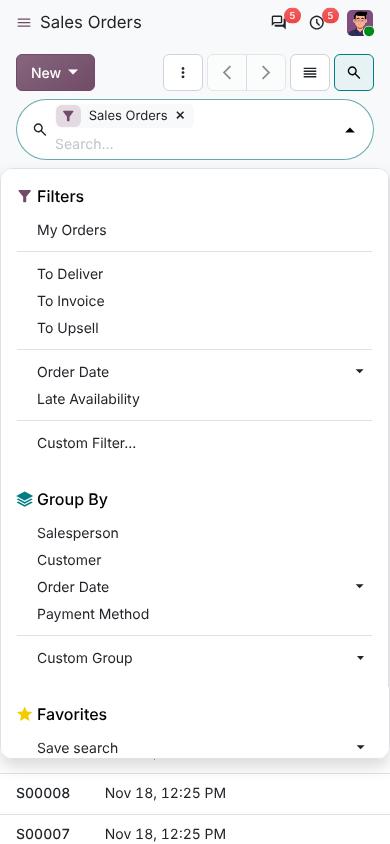 Sales Orders
5
5
New
Sales Orders ×
Search...
Filters
My Orders
To Deliver
To Invoice
To Upsell
Order Date
Late Availability
Custom Filter...
Group By
Salesperson
Customer
Order Date
Payment Method
Custom Group
Favorites
Save search
S00008 Nov 18, 12:25 PM
S00007 Nov 18, 12:25 PM